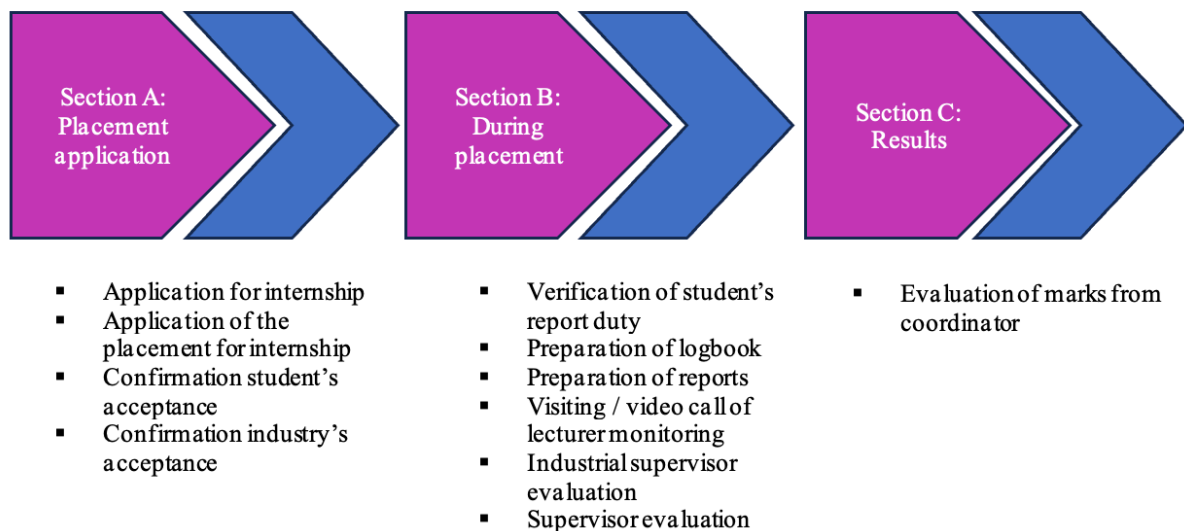 Section A:
Placement
application
Section B:
During
placement
Section C:
Results
▪ Application for internship
▪ Application of the
placement for internship
▪ Confirmation student's
acceptance
▪ Confirmation industry's
acceptance
▪ Verification of student's
report duty
▪ Preparation of logbook
▪ Preparation of reports
▪ Visiting / video call of
lecturer monitoring
▪ Industrial supervisor
evaluation
▪ Supervisor evaluation
▪ Evaluation of marks from
coordinator